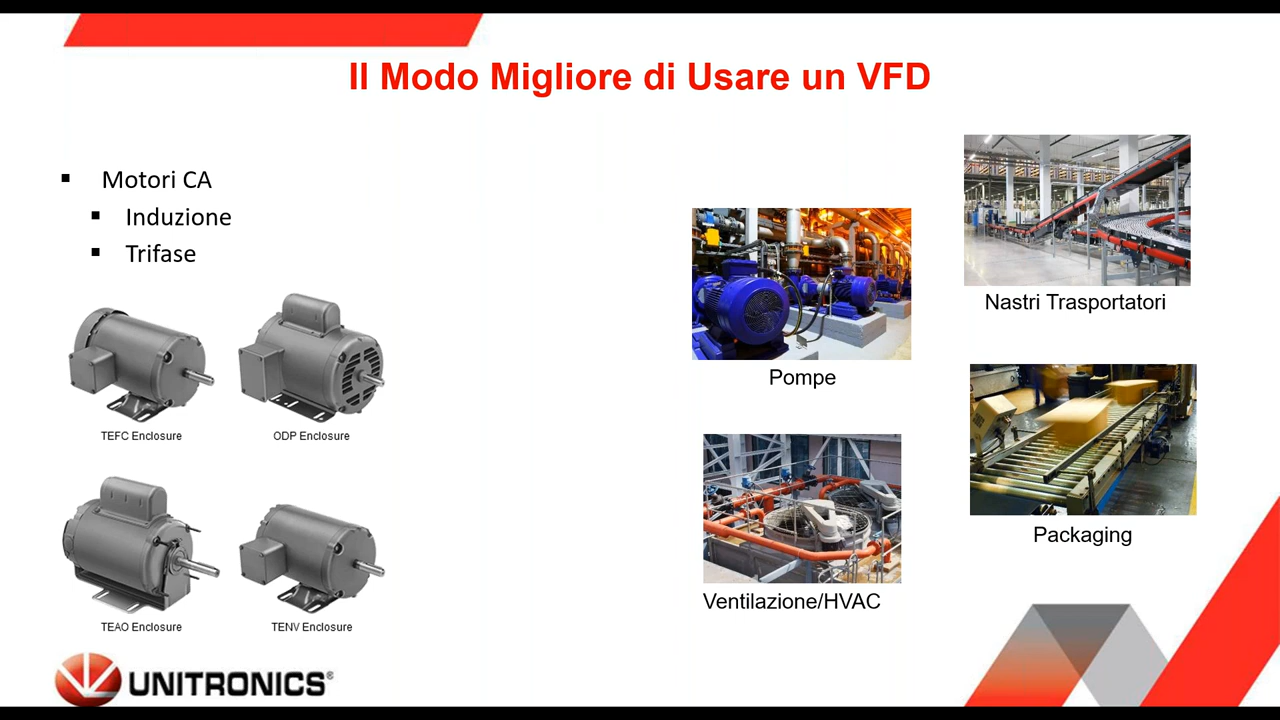 Il Modo Migliore di Usare un VFD
Motori CA
Induzione
Trifase
TEFC Enclosure
ODP Enclosure
TEAO Enclosure
TENV Enclosure
Pompe
Nastri Trasportatori
Ventilazione/HVAC
Packaging
UNITRONICS®